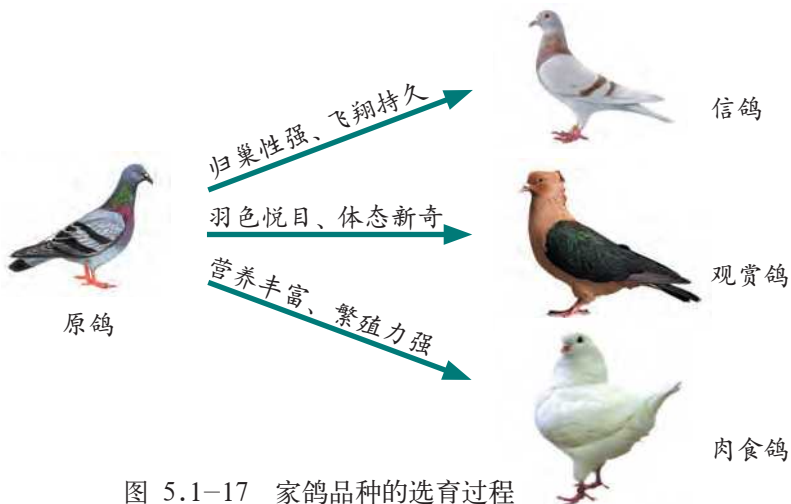 归巢性强、飞翔持久
信鸽
羽色悦目、体态新奇
观赏鸽
营养丰富、繁殖力强
原鸽
肉食鸽
图 5.1-17 家鸽品种的选育过程